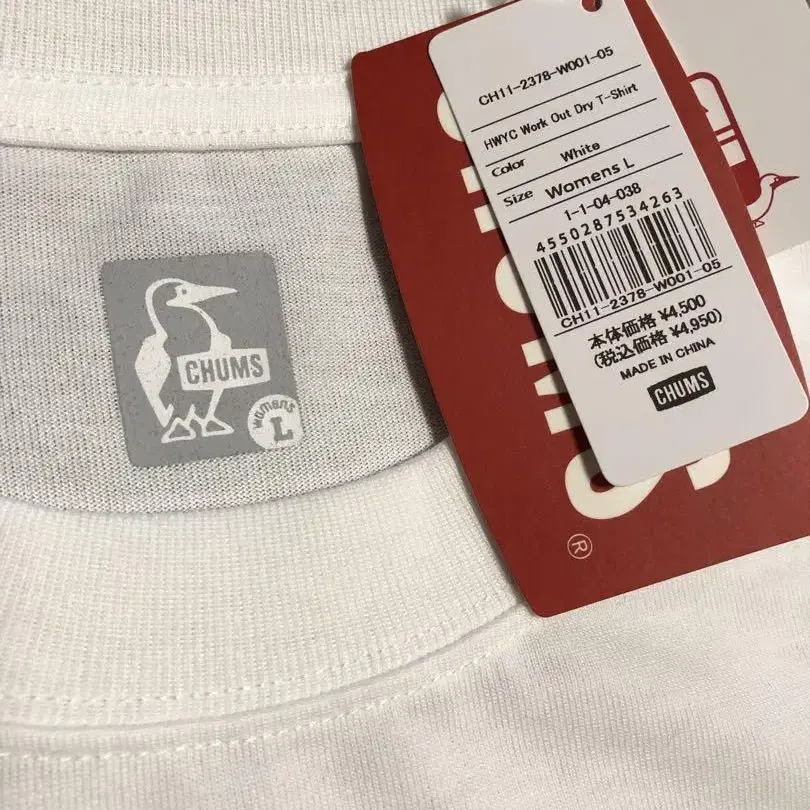 CHUMS
womens
L
CH11-2378-W001-05
HWYC Work Out Dry T-Shirt
Color White
Size Womens L
1-1-04-038
4550287534263
CH11-2378-W001-05
本体価格 ¥4,500
(税込価格 ¥4,950)
MADE IN CHINA
CHUMS
®